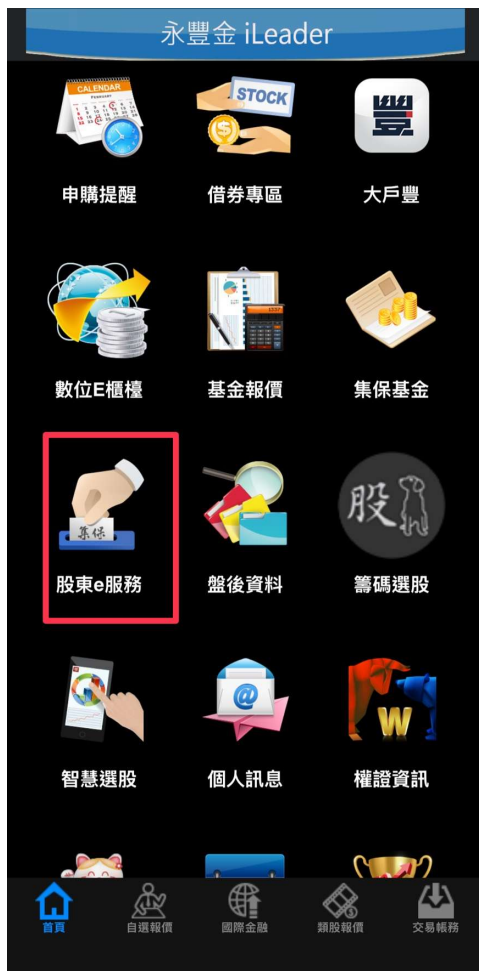 永豐金 iLeader
CALENDAR
STOCK
豐
申購提醒
借券專區
大戶豐
數位E櫃檯
基金報價
集保基金
集保
股
股東e服務
盤後資料
籌碼選股
@
W
智慧選股
個人訊息
權證資訊
首頁
自選報價
國際金融
類股報價
交易帳務